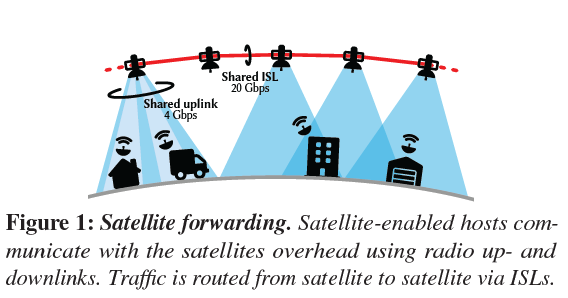 Shared ISL
20 Gbps
Shared uplink
4 Gbps
Figure 1: Satellite forwarding. Satellite-enabled hosts com-
municate with the satellites overhead using radio up- and
downlinks. Traffic is routed from satellite to satellite via ISLs.